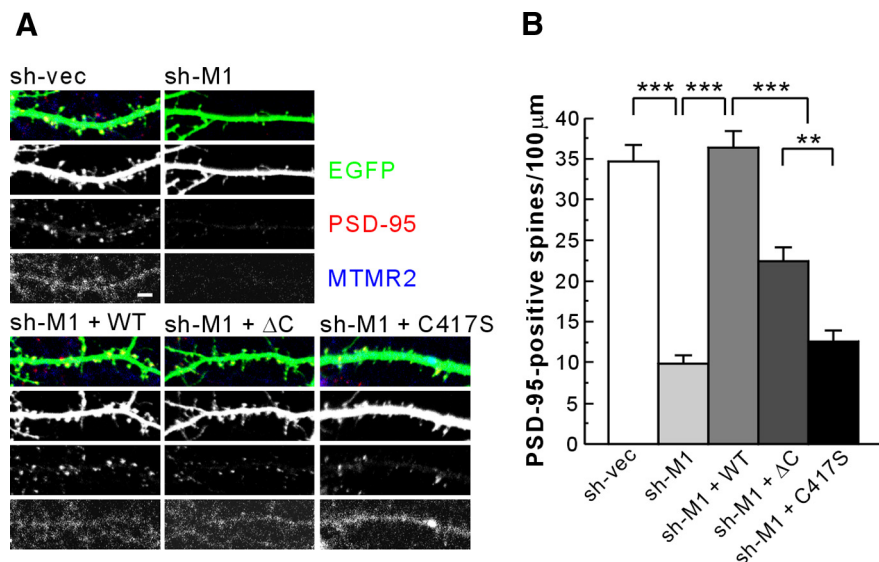 A
sh-vec sh-M1
EGFP
PSD-95
MTMR2
sh-M1 + WT sh-M1 + ΔC sh-M1 + C417S
B
*** *** ***
**
PSD-95-positive spines/100μm
40
35
30
25
20
15
10
5
0
sh-vec
sh-M1
sh-M1 + WT
sh-M1 + ΔC
sh-M1 + C417S